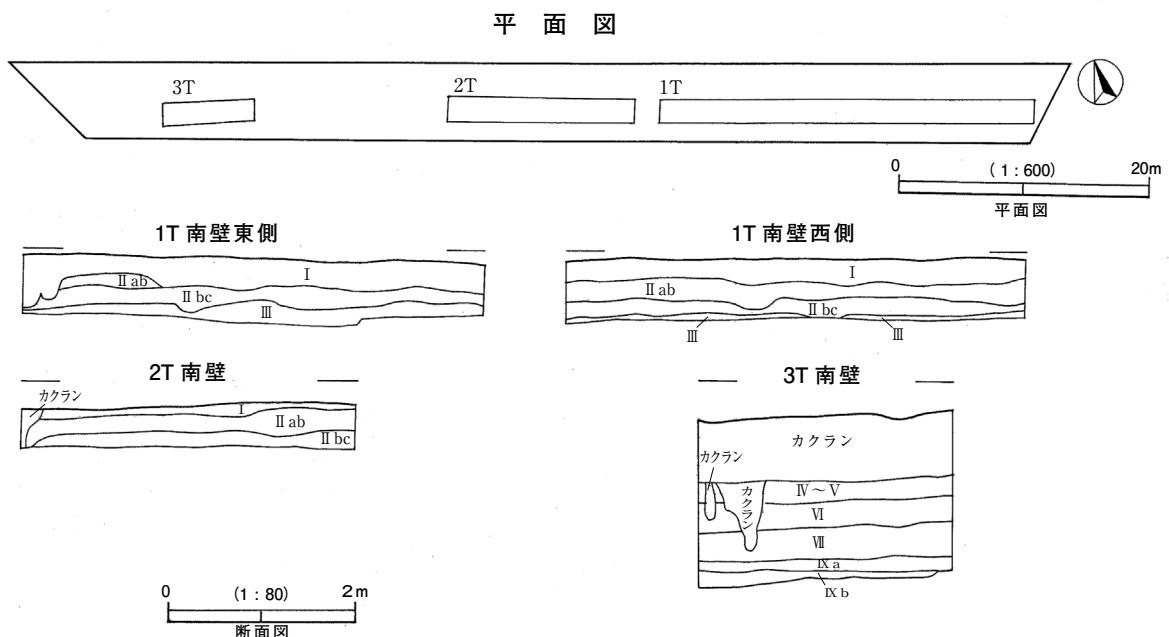 平面図
3T
2T
1T
0 (1:600) 20m
平面図
1T 南壁東側
I
Ⅱab
Ⅱbc
Ⅲ
1T 南壁西側
I
Ⅱab
Ⅱbc
Ⅲ
Ⅲ
2T 南壁
カクラン
I
Ⅱab
Ⅱbc
3T 南壁
カクラン
カクラン
カクラン
Ⅳ～Ⅴ
Ⅵ
Ⅶ
Ⅸa
Ⅸb
0 (1:80) 2m
断面図